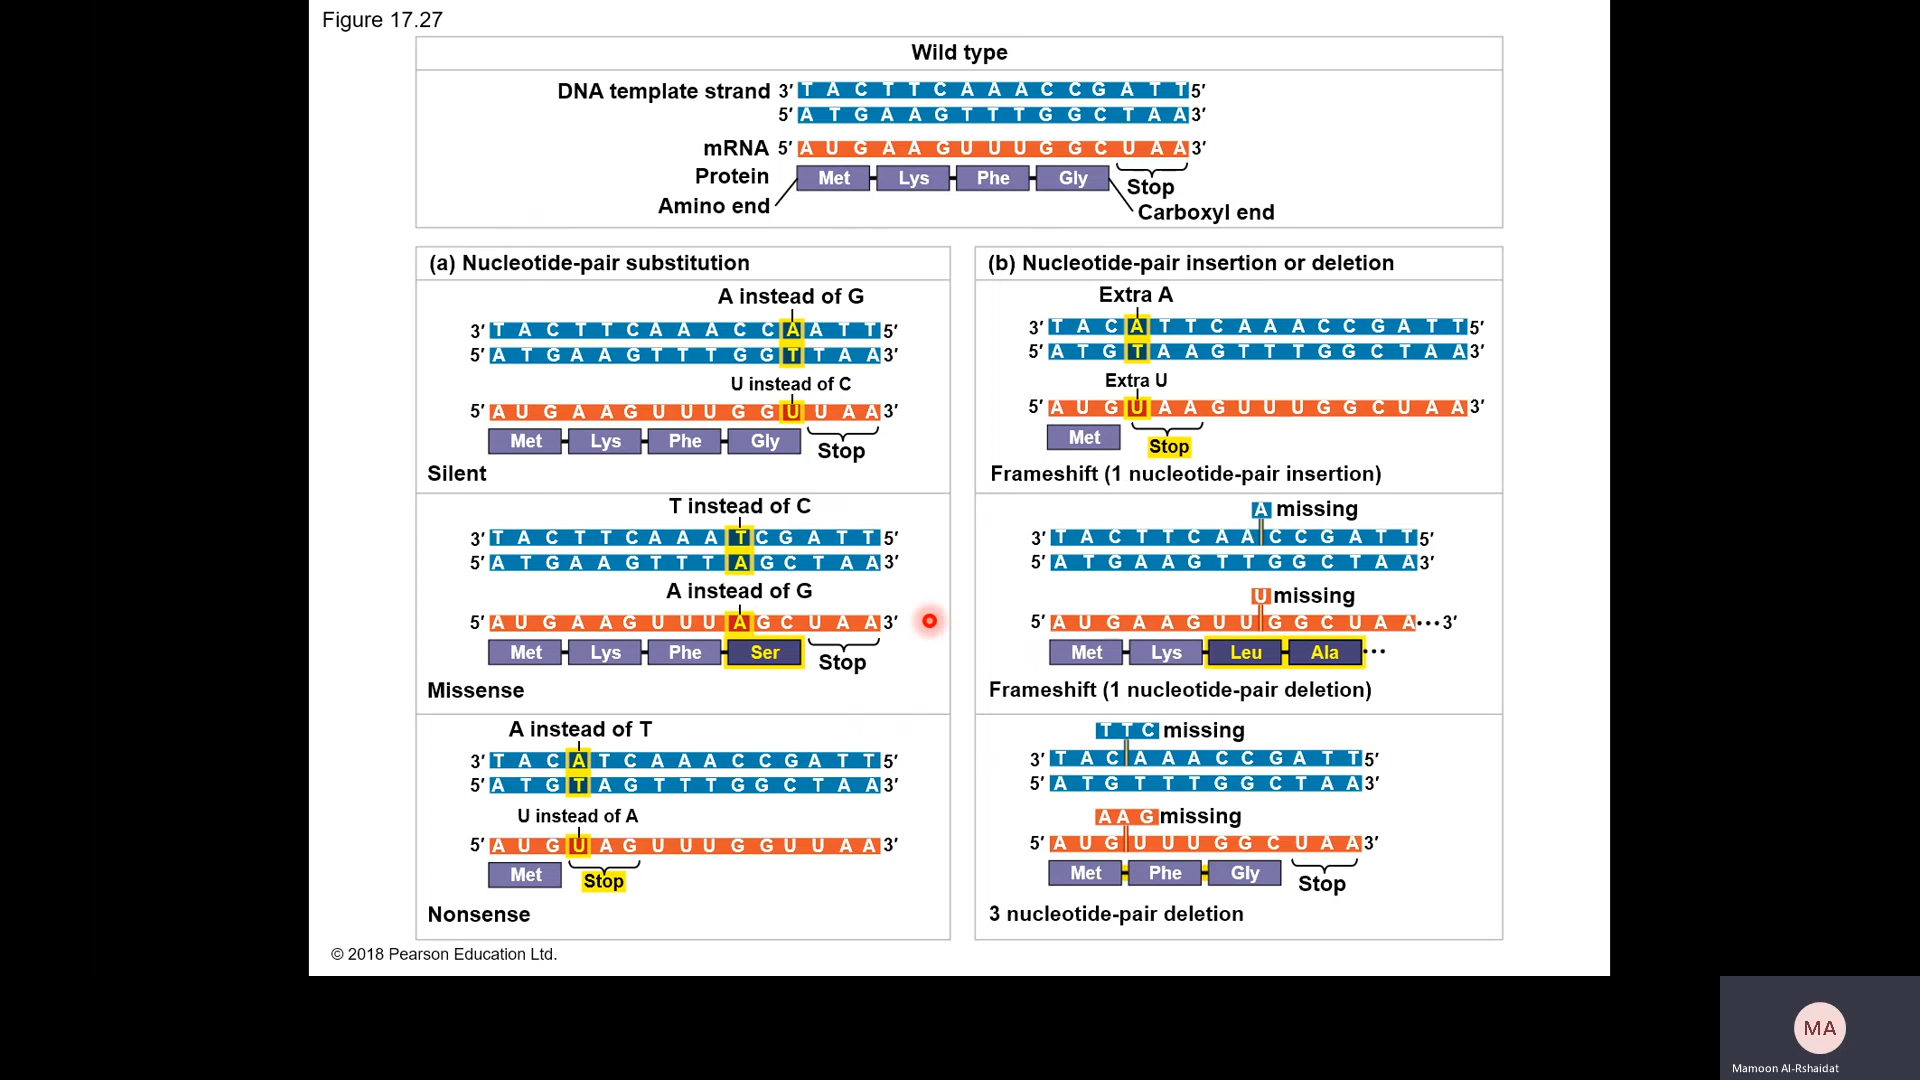 Figure 17.27
Wild type
DNA template strand 3′ T A C T T C A A A C C G A T T 5′
5′ A T G A A G T T T G G C T A A 3′
mRNA 5′ A U G A A G U U U G G C U A A 3′
Protein Met Lys Phe Gly Stop
Amino end Carboxyl end
(a) Nucleotide-pair substitution
A instead of G
3′ T A C T T C A A A C C A A T T 5′
5′ A T G A A G T T T G G T T A A 3′
U instead of C
5′ A U G A A G U U U G G U U A A 3′
Met Lys Phe Gly Stop
Silent
T instead of C
3′ T A C T T C A A A T C G A T T 5′
5′ A T G A A G T T T A G C T A A 3′
A instead of G
5′ A U G A A G U U U A G C U A A 3′
Met Lys Phe Ser Stop
Missense
A instead of T
3′ T A C A T C A A A C C G A T T 5′
5′ A T G T A G T T T G G C T A A 3′
U instead of A
5′ A U G U A G U U U G G U U A A 3′
Met Stop
Nonsense
(b) Nucleotide-pair insertion or deletion
Extra A
3′ T A C A T T C A A A C C G A T T 5′
5′ A T G T A A G T T T G G C T A A 3′
Extra U
5′ A U G U A A G U U U G G C U A A 3′
Met Stop
Frameshift (1 nucleotide-pair insertion)
A missing
3′ T A C T T C A A C C G A T T 5′
5′ A T G A A G T T G G C T A A 3′
U missing
5′ A U G A A G U U G G C U A A ••• 3′
Met Lys Leu Ala •••
Frameshift (1 nucleotide-pair deletion)
T T C missing
3′ T A C A A A C C G A T T 5′
5′ A T G T T T G G C T A A 3′
A A G missing
5′ A U G U U U G G C U A A 3′
Met Phe Gly Stop
3 nucleotide-pair deletion
© 2018 Pearson Education Ltd.
MA
Mamoon Al-Rshaidat